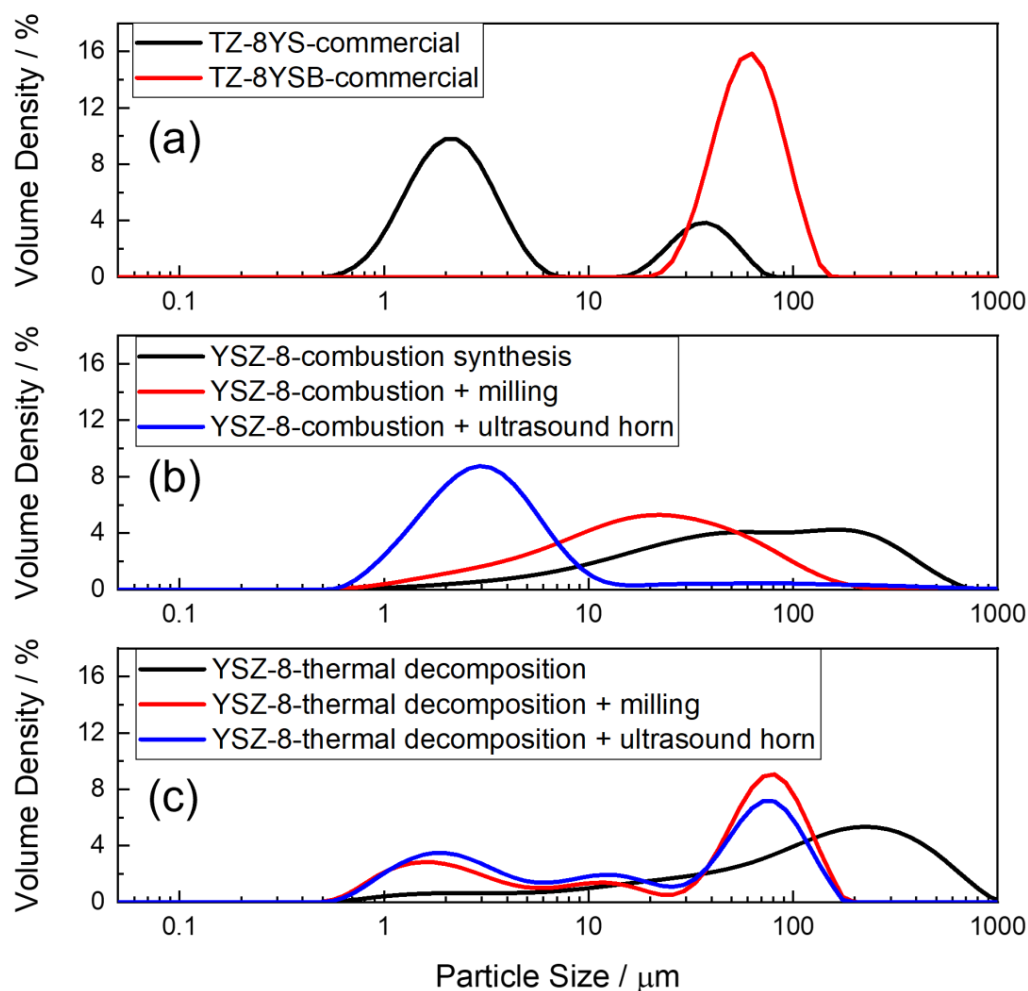 TZ-8YS-commercial
TZ-8YSB-commercial
(a)
Volume Density / %
16
12
8
4
0
0.1 1 10 100 1000
YSZ-8-combustion synthesis
YSZ-8-combustion + milling
YSZ-8-combustion + ultrasound horn
(b)
Volume Density / %
16
12
8
4
0
0.1 1 10 100 1000
YSZ-8-thermal decomposition
YSZ-8-thermal decomposition + milling
YSZ-8-thermal decomposition + ultrasound horn
(c)
Volume Density / %
16
12
8
4
0
0.1 1 10 100 1000
Particle Size / μm